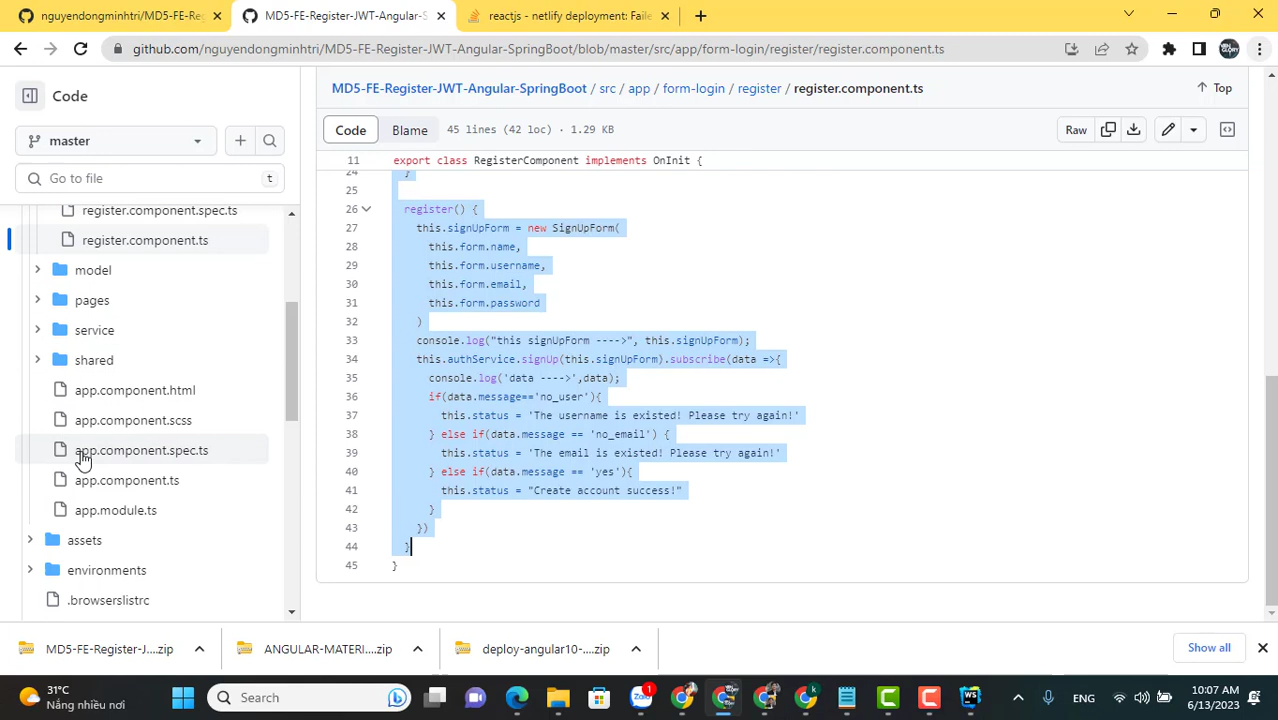 nguyendongminhtri/MD5-FE-Reg
MD5-FE-Register-JWT-Angular-S
reactjs - netlify deployment: Faile
github.com/nguyendongminhtri/MD5-FE-Register-JWT-Angular-SpringBoot/blob/master/src/app/form-login/register/register.component.ts
Code
master
Go to file
t
register.component.spec.ts
register.component.ts
model
pages
service
shared
app.component.html
app.component.scss
app.component.spec.ts
app.component.ts
app.module.ts
assets
environments
.browserslistrc
MD5-FE-Register-JWT-Angular-SpringBoot / src / app / form-login / register / register.component.ts
Top
Code Blame 45 lines (42 loc) · 1.29 KB
Raw
11 export class RegisterComponent implements OnInit {
24 }
25
26 register() {
27 this.signUpForm = new SignUpForm(
28 this.form.name,
29 this.form.username,
30 this.form.email,
31 this.form.password
32 )
33 console.log("this signUpForm ---->", this.signUpForm);
34 this.authService.signUp(this.signUpForm).subscribe(data =>{
35 console.log('data ---->',data);
36 if(data.message=='no_user'){
37 this.status = 'The username is existed! Please try again!'
38 } else if(data.message == 'no_email') {
39 this.status = 'The email is existed! Please try again!'
40 } else if(data.message == 'yes'){
41 this.status = "Create account success!"
42 }
43 })
44 }
45 }
MD5-FE-Register-J....zip
ANGULAR-MATERI....zip
deploy-angular10-....zip
Show all
31°C
Nắng nhiều nơi
Search
1
ENG
10:07 AM
6/13/2023